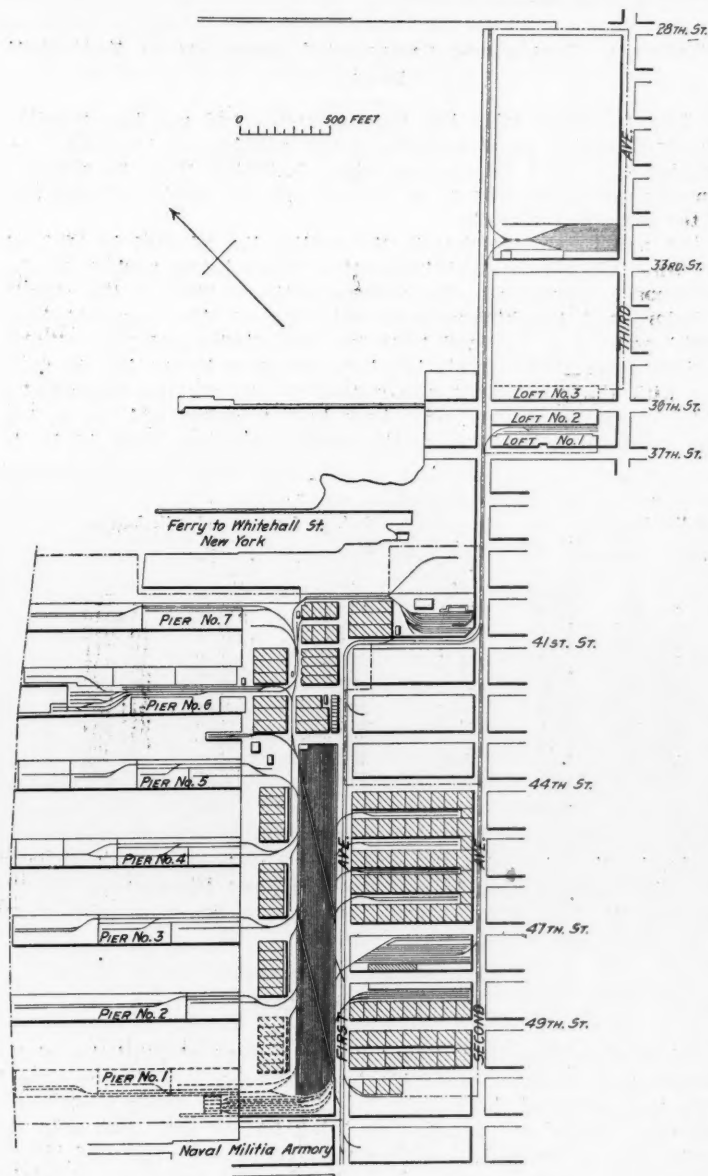 28TH. ST.
0 500 FEET
AVE.
33RD. ST.
THIRD
LOFT No. 3
36TH. ST.
LOFT No. 2
LOFT No. 1
37TH. ST.
Ferry to Whitehall St.
New York
PIER No. 7
41ST. ST.
PIER No. 6
PIER No. 5
44TH ST.
PIER No. 4
AVE.
AVE.
PIER No. 3
47TH. ST.
PIER No. 2
FIRST
SECOND
49TH. ST.
PIER No. 1
Naval Militia Armory